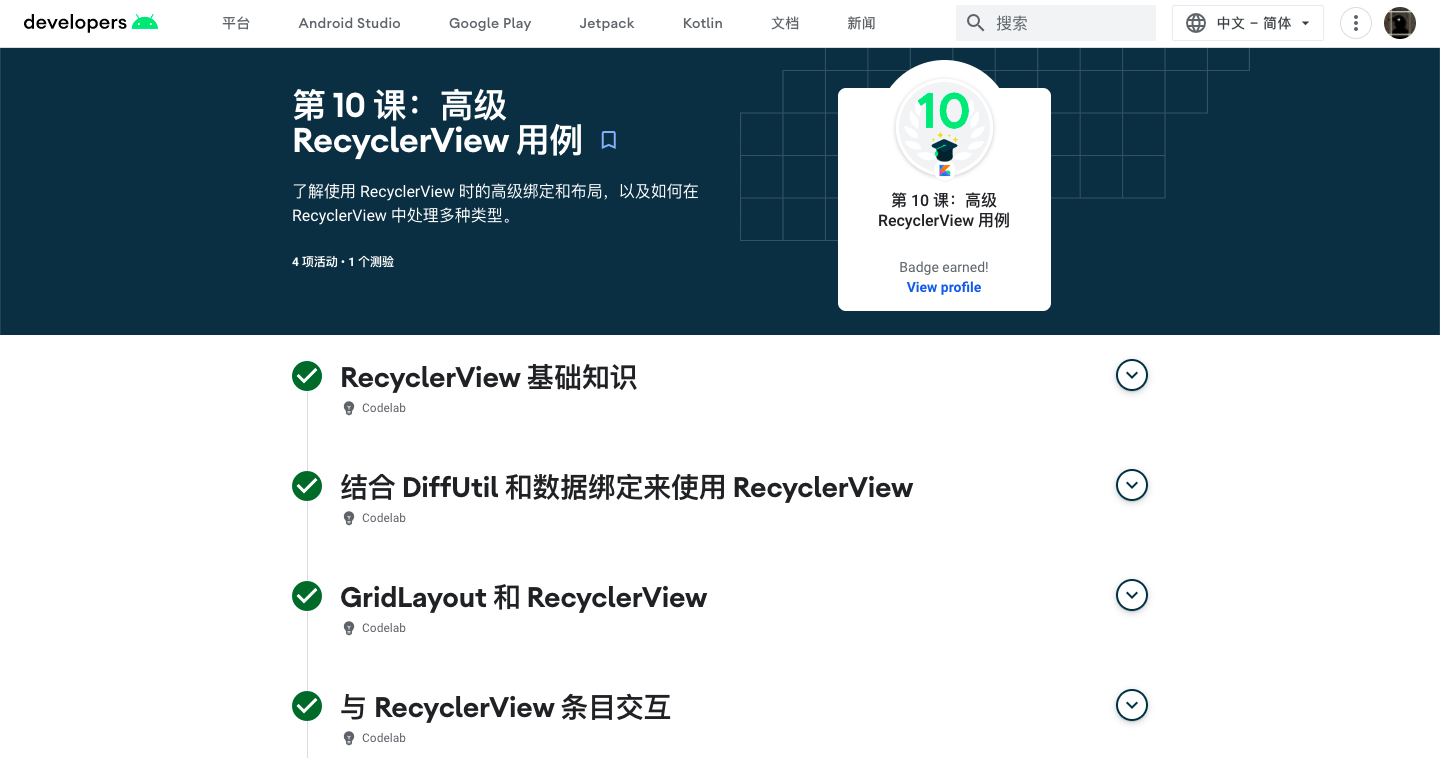 developers
平台
Android Studio
Google Play
Jetpack
Kotlin
文档
新闻
搜索
中文 – 简体
第 10 课：高级
RecyclerView 用例
了解使用 RecyclerView 时的高级绑定和布局，以及如何在
RecyclerView 中处理多种类型。
4 项活动 • 1 个测验
10
第 10 课：高级
RecyclerView 用例
Badge earned!
View profile
RecyclerView 基础知识
Codelab
结合 DiffUtil 和数据绑定来使用 RecyclerView
Codelab
GridLayout 和 RecyclerView
Codelab
与 RecyclerView 条目交互
Codelab